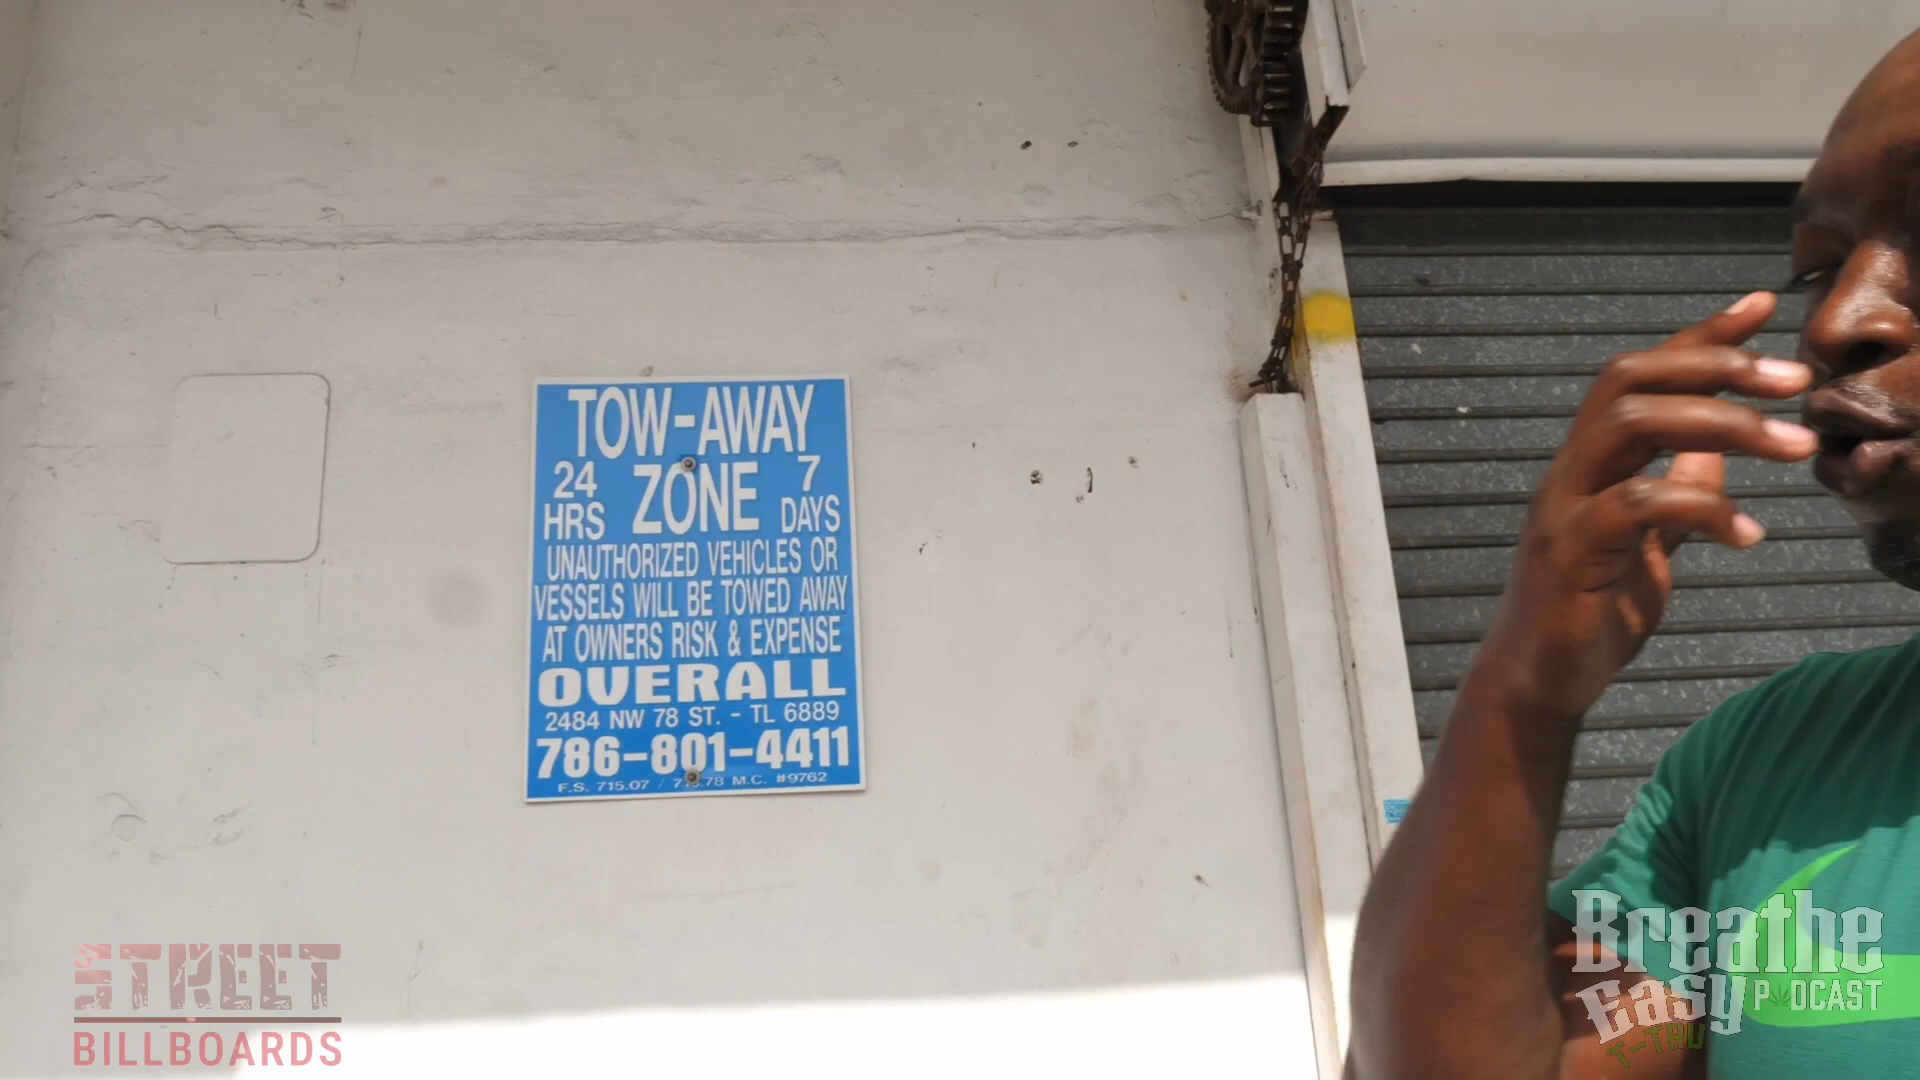 TOW-AWAY
24 HRS ZONE 7 DAYS
UNAUTHORIZED VEHICLES OR
VESSELS WILL BE TOWED AWAY
AT OWNERS RISK & EXPENSE
OVERALL
2484 NW 78 ST. - TL 6889
786-801-4411
F.S. 715.07 / M.C. #9762
STREET
BILLBOARDS
Breathe
Easy PODCAST
T-TRU